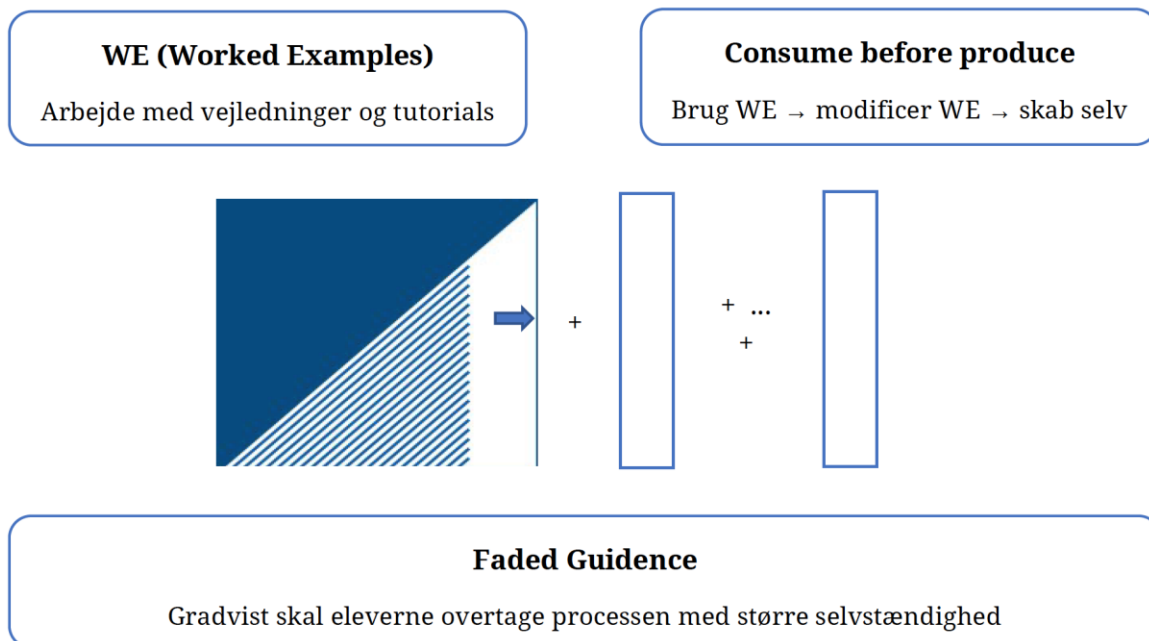 WE (Worked Examples)
Arbejde med vejledninger og tutorials
Consume before produce
Brug WE → modificer WE → skab selv
+
+ ...
+
Faded Guidence
Gradvist skal eleverne overtage processen med større selvstændighed